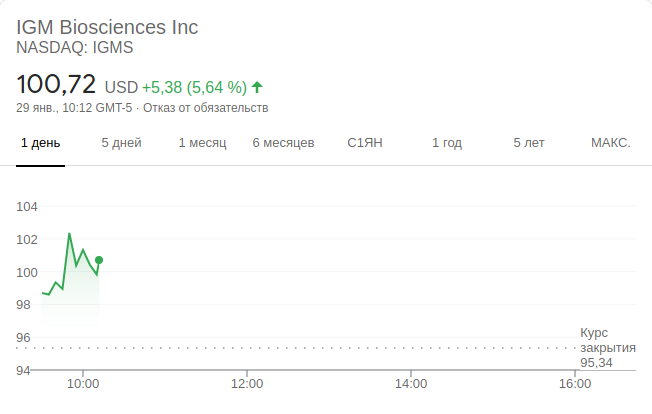 IGM Biosciences Inc
NASDAQ: IGMS
100,72 USD +5,38 (5,64 %)
29 янв., 10:12 GMT-5 · Отказ от обязательств
1 день 5 дней 1 месяц 6 месяцев С1ЯН 1 год 5 лет МАКС.
104
102
100
98
96
94
Курс
закрытия
95,34
10:00 12:00 14:00 16:00